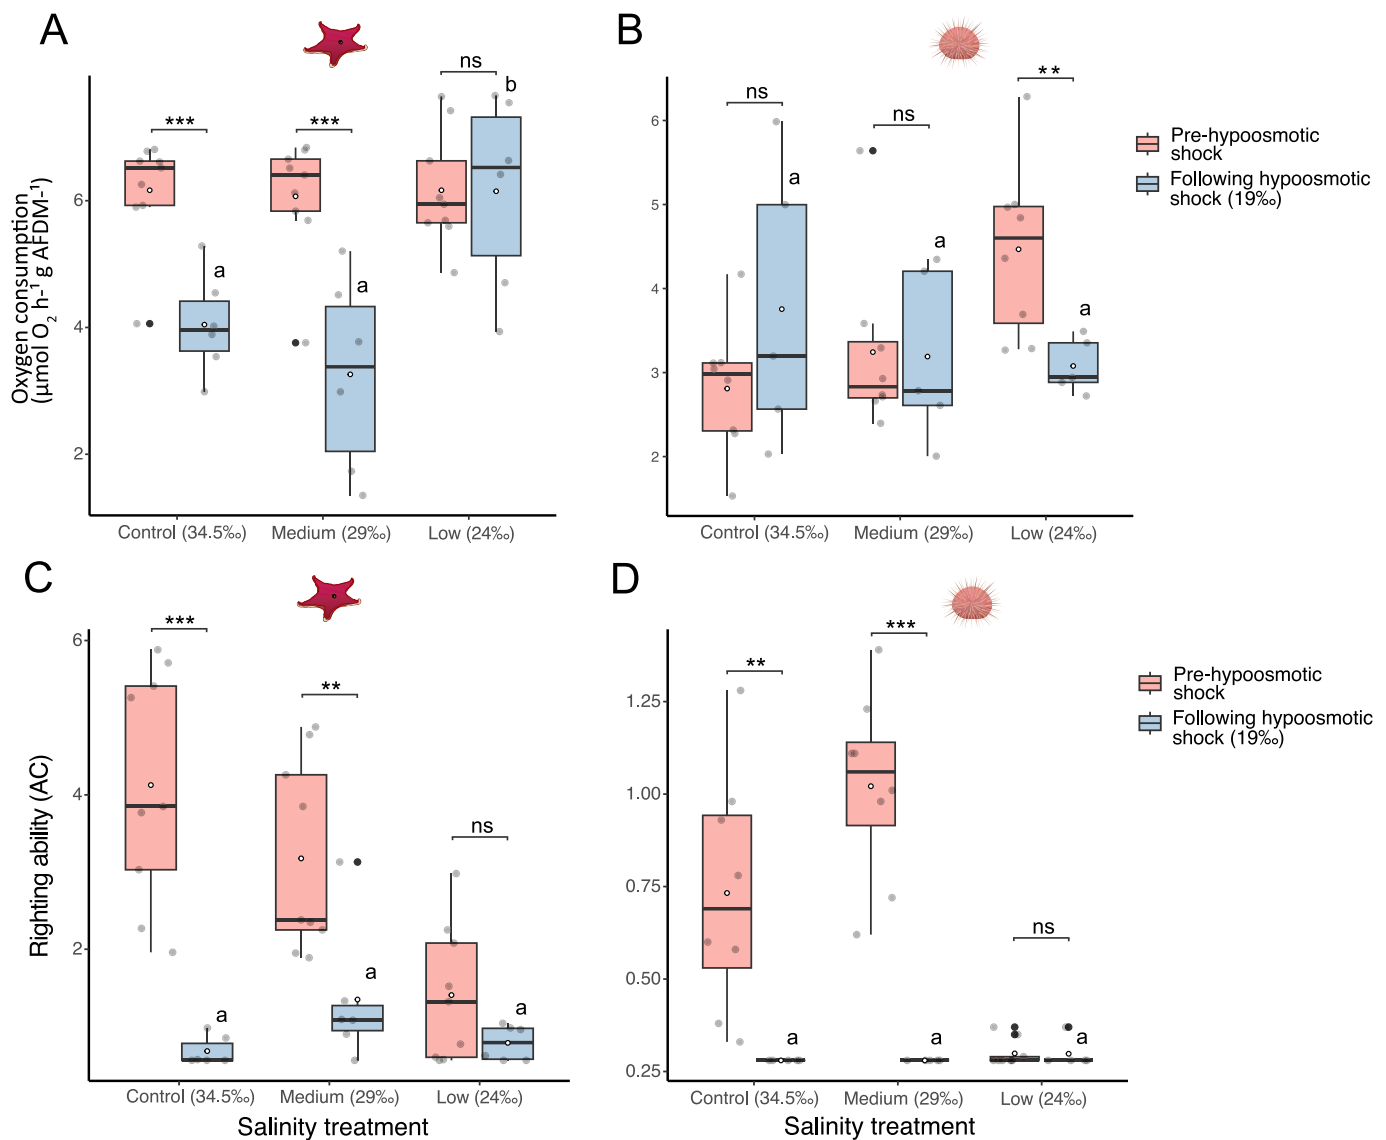 A
B
ns
b
***
***
a
a
6
4
2
Oxygen consumption
(µmol O₂ h-¹ g AFDM-¹)
Control (34.5‰)
Medium (29‰)
Low (24‰)
ns
a
ns
a
**
a
6
5
4
3
2
Control (34.5‰)
Medium (29‰)
Low (24‰)
Pre-hypoosmotic
shock
Following hypoosmotic
shock (19‰)
C
D
***
**
ns
a
a
a
6
4
2
Righting ability (AC)
Control (34.5‰)
Medium (29‰)
Low (24‰)
Salinity treatment
**
***
ns
a
a
a
1.25
1.00
0.75
0.50
0.25
Control (34.5‰)
Medium (29‰)
Low (24‰)
Salinity treatment
Pre-hypoosmotic
shock
Following hypoosmotic
shock (19‰)